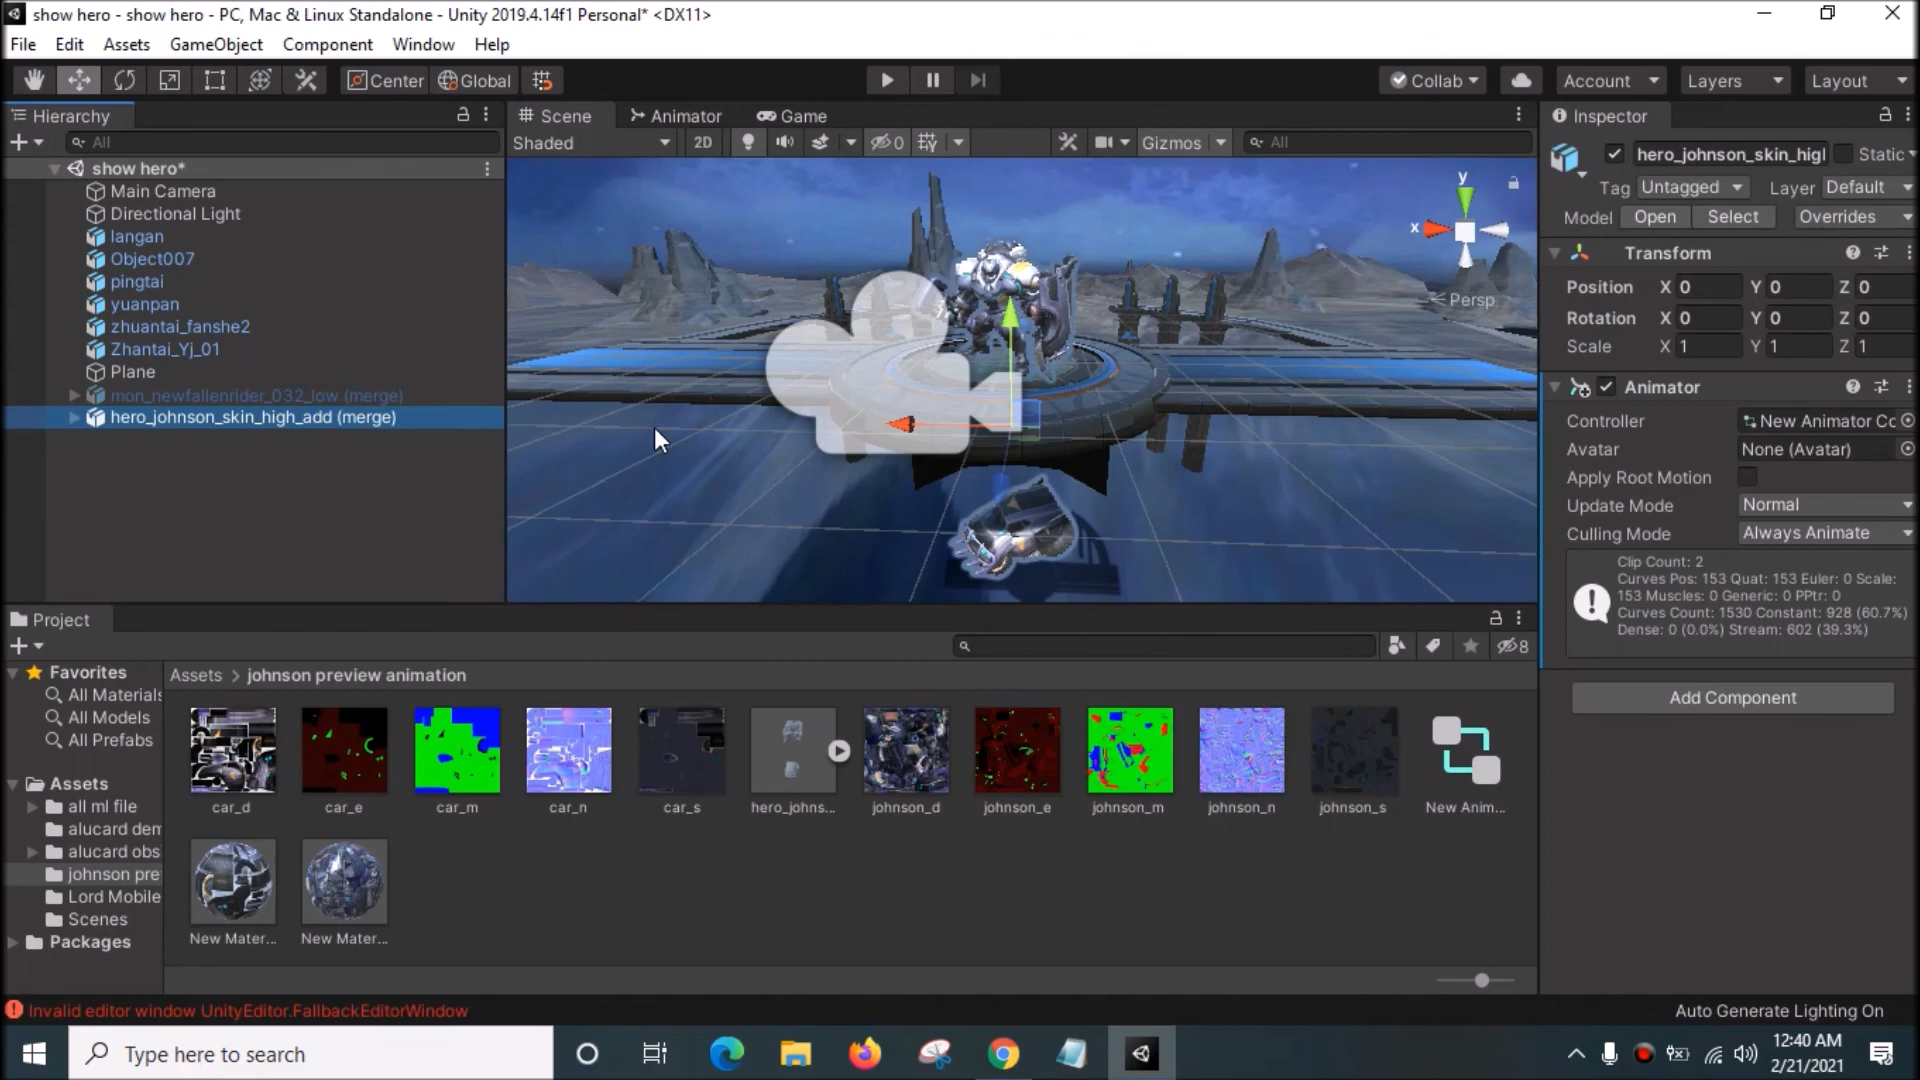 show hero - show hero - PC, Mac & Linux Standalone - Unity 2019.4.14f1 Personal* <DX11>
File Edit Assets GameObject Component Window Help
Center Global Collab Account Layers Layout
Hierarchy
All
show hero*
Main Camera
Directional Light
langan
Object007
pingtai
yuanpan
zhuantai_fanshe2
Zhantai_Yj_01
Plane
mon_newfallenrider_032_low (merge)
hero_johnson_skin_high_add (merge)
Scene Animator Game
Shaded 2D 0 Gizmos All
y
x
Persp
Inspector
hero_johnson_skin_higl Static
Tag Untagged Layer Default
Model Open Select Overrides
Transform
Position X 0 Y 0 Z 0
Rotation X 0 Y 0 Z 0
Scale X 1 Y 1 Z 1
Animator
Controller New Animator Cc
Avatar None (Avatar)
Apply Root Motion
Update Mode Normal
Culling Mode Always Animate
Clip Count: 2
Curves Pos: 153 Quat: 153 Euler: 0 Scale:
153 Muscles: 0 Generic: 0 PPtr: 0
Curves Count: 1530 Constant: 928 (60.7%)
Dense: 0 (0.0%) Stream: 602 (39.3%)
Add Component
Project
8
Favorites
All Materials
All Models
All Prefabs
Assets
all ml file
alucard den
alucard obs
johnson pre
Lord Mobile
Scenes
Packages
Assets > johnson preview animation
car_d car_e car_m car_n car_s hero_johns... johnson_d johnson_e johnson_m johnson_n johnson_s New Anim...
New Mater... New Mater...
Invalid editor window UnityEditor.FallbackEditorWindow
Auto Generate Lighting On
Type here to search
12:40 AM
2/21/2021